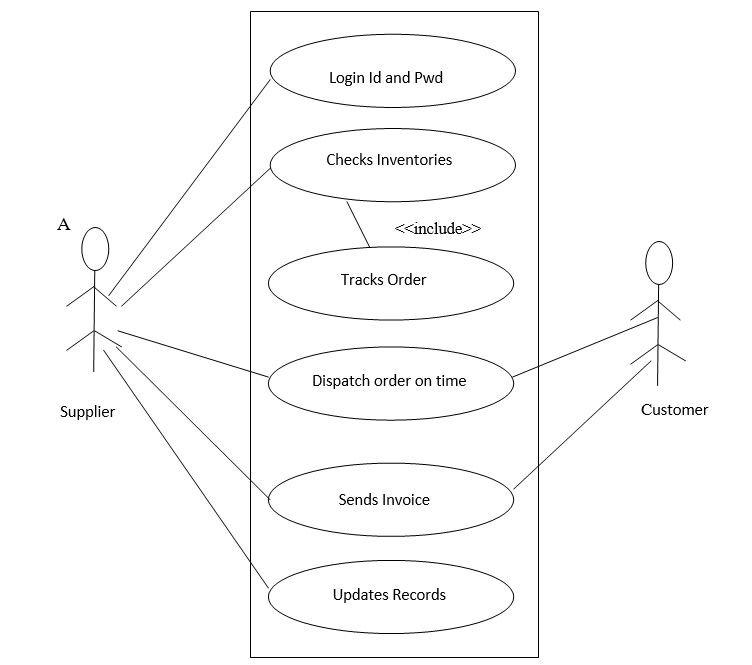 Login Id and Pwd
Checks Inventories
A
<<include>>
Tracks Order
Dispatch order on time
Supplier
Customer
Sends Invoice
Updates Records